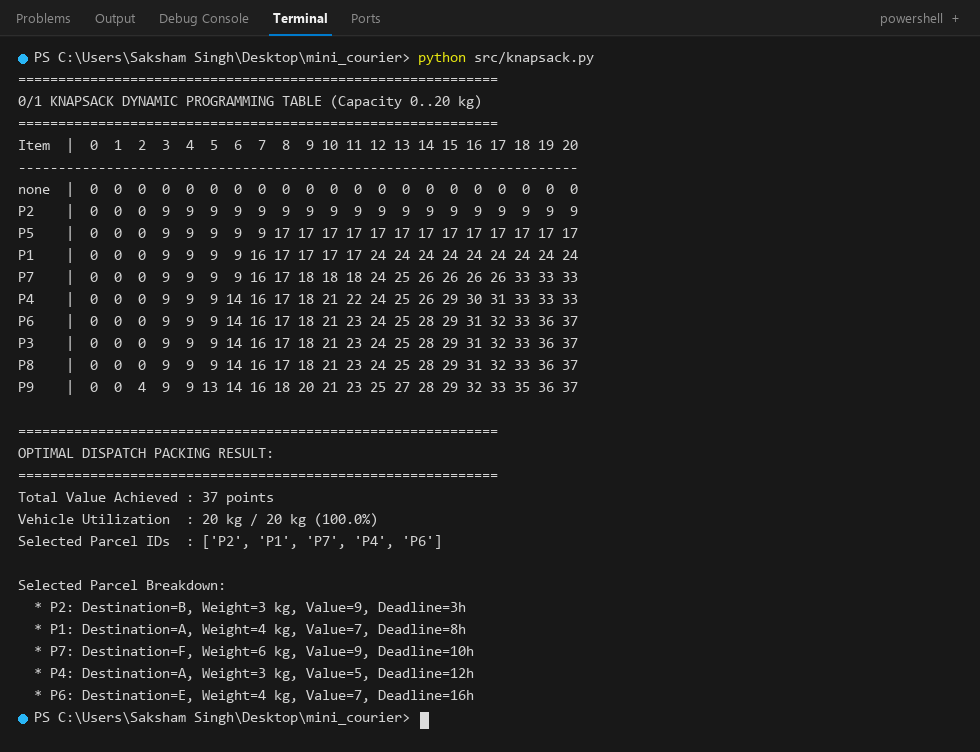 Problems Output Debug Console Terminal Ports powershell +
PS C:\Users\Saksham Singh\Desktop\mini_courier> python src/knapsack.py
============================================================
0/1 KNAPSACK DYNAMIC PROGRAMMING TABLE (Capacity 0..20 kg)
============================================================
Item  |  0  1  2  3  4  5  6  7  8  9 10 11 12 13 14 15 16 17 18 19 20
----------------------------------------------------------------------
none  |  0  0  0  0  0  0  0  0  0  0  0  0  0  0  0  0  0  0  0  0  0
P2    |  0  0  0  9  9  9  9  9  9  9  9  9  9  9  9  9  9  9  9  9  9
P5    |  0  0  0  9  9  9  9  9 17 17 17 17 17 17 17 17 17 17 17 17 17
P1    |  0  0  0  9  9  9  9 16 17 17 17 17 24 24 24 24 24 24 24 24 24
P7    |  0  0  0  9  9  9  9 16 17 18 18 18 24 25 26 26 26 26 33 33 33
P4    |  0  0  0  9  9  9 14 16 17 18 21 22 24 25 26 29 30 31 33 33 33
P6    |  0  0  0  9  9  9 14 16 17 18 21 23 24 25 28 29 31 32 33 36 37
P3    |  0  0  0  9  9  9 14 16 17 18 21 23 24 25 28 29 31 32 33 36 37
P8    |  0  0  0  9  9  9 14 16 17 18 21 23 24 25 28 29 31 32 33 36 37
P9    |  0  0  4  9  9 13 14 16 18 20 21 23 25 27 28 29 32 33 35 36 37
============================================================
OPTIMAL DISPATCH PACKING RESULT:
============================================================
Total Value Achieved : 37 points
Vehicle Utilization  : 20 kg / 20 kg (100.0%)
Selected Parcel IDs  : ['P2', 'P1', 'P7', 'P4', 'P6']
Selected Parcel Breakdown:
  * P2: Destination=B, Weight=3 kg, Value=9, Deadline=3h
  * P1: Destination=A, Weight=4 kg, Value=7, Deadline=8h
  * P7: Destination=F, Weight=6 kg, Value=9, Deadline=10h
  * P4: Destination=A, Weight=3 kg, Value=5, Deadline=12h
  * P6: Destination=E, Weight=4 kg, Value=7, Deadline=16h
PS C:\Users\Saksham Singh\Desktop\mini_courier>